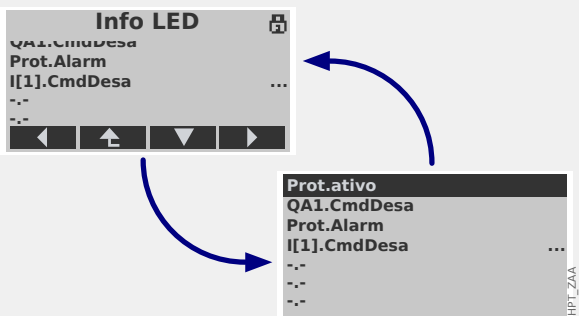 Info LED
QA1.CmdDesa
Prot.Alarm
I[1].CmdDesa ...
-.-
-.-
Prot.ativo
QA1.CmdDesa
Prot.Alarm
I[1].CmdDesa ...
-.-
-.-
-.-
HPT_ZAA